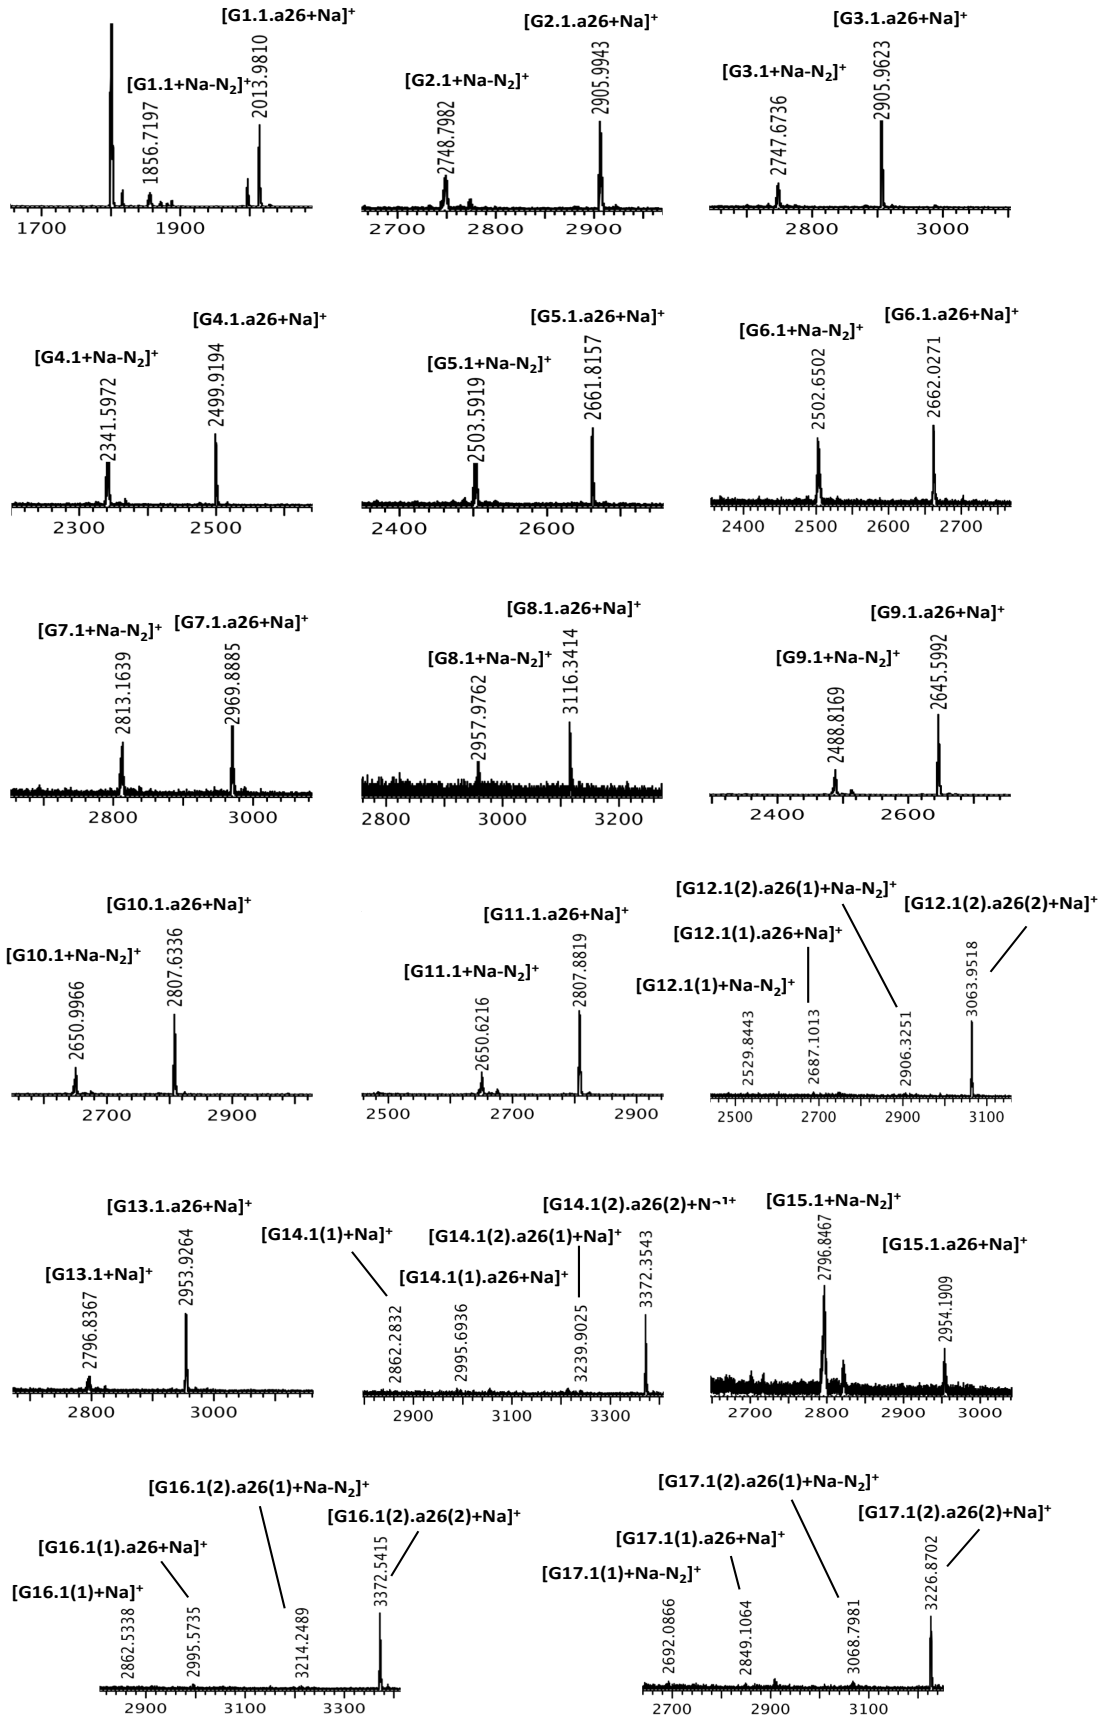 [G1.1.a26+Na]⁺
[G1.1+Na-N₂]⁺
1856.7197
2013.9810
1700 1900
[G2.1.a26+Na]⁺
[G2.1+Na-N₂]⁺
2748.7982
2905.9943
2700 2800 2900
[G3.1.a26+Na]⁺
[G3.1+Na-N₂]⁺
2747.6736
2905.9623
2800 3000
[G4.1.a26+Na]⁺
[G4.1+Na-N₂]⁺
2341.5972
2499.9194
2300 2500
[G5.1.a26+Na]⁺
[G5.1+Na-N₂]⁺
2503.5919
2661.8157
2400 2600
[G6.1.a26+Na]⁺
[G6.1+Na-N₂]⁺
2502.6502
2662.0271
2400 2500 2600 2700
[G7.1+Na-N₂]⁺ [G7.1.a26+Na]⁺
2813.1639
2969.8885
2800 3000
[G8.1.a26+Na]⁺
[G8.1+Na-N₂]⁺
2957.9762
3116.3414
2800 3000 3200
[G9.1.a26+Na]⁺
[G9.1+Na-N₂]⁺
2488.8169
2645.5992
2400 2600
[G10.1.a26+Na]⁺
[G10.1+Na-N₂]⁺
2650.9966
2807.6336
2700 2900
[G11.1.a26+Na]⁺
[G11.1+Na-N₂]⁺
2650.6216
2807.8819
2500 2700 2900
[G12.1(2).a26(1)+Na-N₂]⁺
[G12.1(2).a26(2)+Na]⁺
[G12.1(1).a26+Na]⁺
[G12.1(1)+Na-N₂]⁺
2529.8443
2687.1013
2906.3251
3063.9518
2500 2700 2900 3100
[G13.1.a26+Na]⁺
[G13.1+Na]⁺
2796.8367
2953.9264
2800 3000
[G14.1(2).a26(2)+Na]⁺
[G14.1(1)+Na]⁺
[G14.1(2).a26(1)+Na]⁺
[G14.1(1).a26+Na]⁺
2862.2832
2995.6936
3239.9025
3372.3543
2900 3100 3300
[G15.1+Na-N₂]⁺
[G15.1.a26+Na]⁺
2796.8467
2954.1909
2700 2800 2900 3000
[G16.1(2).a26(1)+Na-N₂]⁺
[G16.1(2).a26(2)+Na]⁺
[G16.1(1).a26+Na]⁺
[G16.1(1)+Na]⁺
2862.5338
2995.5735
3214.2489
3372.5415
2900 3100 3300
[G17.1(2).a26(1)+Na-N₂]⁺
[G17.1(2).a26(2)+Na]⁺
[G17.1(1).a26+Na]⁺
[G17.1(1)+Na-N₂]⁺
2692.0866
2849.1064
3068.7981
3226.8702
2700 2900 3100